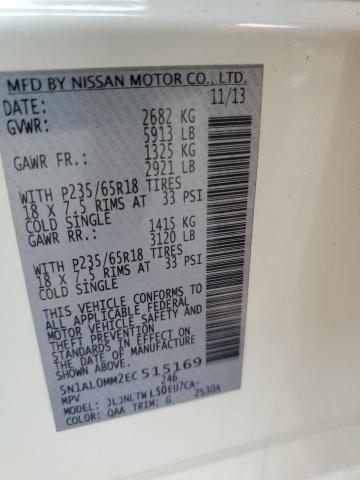 MFD BY NISSAN MOTOR CO., LTD.
DATE: 11/13
GVWR: 2682 KG
5913 LB
GAWR FR.: 1325 KG
2921 LB
WITH P235/65R18 TIRES
18 X 7.5 RIMS AT 33 PSI
COLD SINGLE
GAWR RR.: 1415 KG
3120 LB
WITH P235/65R18 TIRES
18 X 7.5 RIMS AT 33 PSI
COLD SINGLE
THIS VEHICLE CONFORMS TO
ALL APPLICABLE FEDERAL
MOTOR VEHICLE SAFETY AND
THEFT PREVENTION
STANDARDS IN EFFECT ON
THE DATE OF MANUFACTURE
SHOWN ABOVE.
5N1AL0MM2EC515169
MPV 246
MODEL: JLJNLTWL50EU7CA-
COLOR: QAA TRIM: G 2S30A